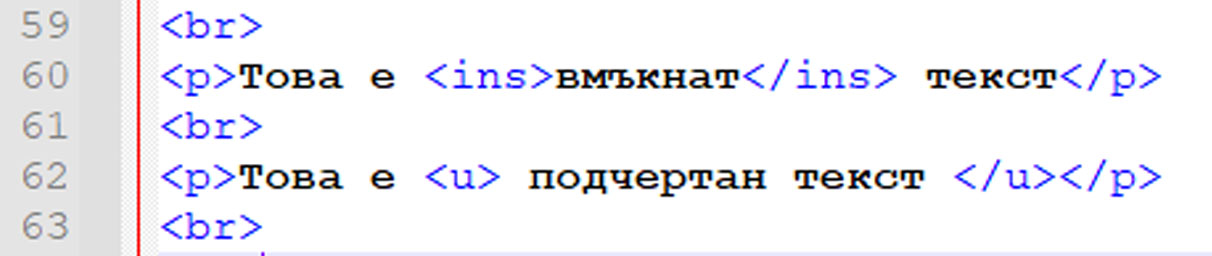 59 <br>
60 <p>Това е <ins>вмъкнат</ins> текст</p>
61 <br>
62 <p>Това е <u> подчертан текст </u></p>
63 <br>